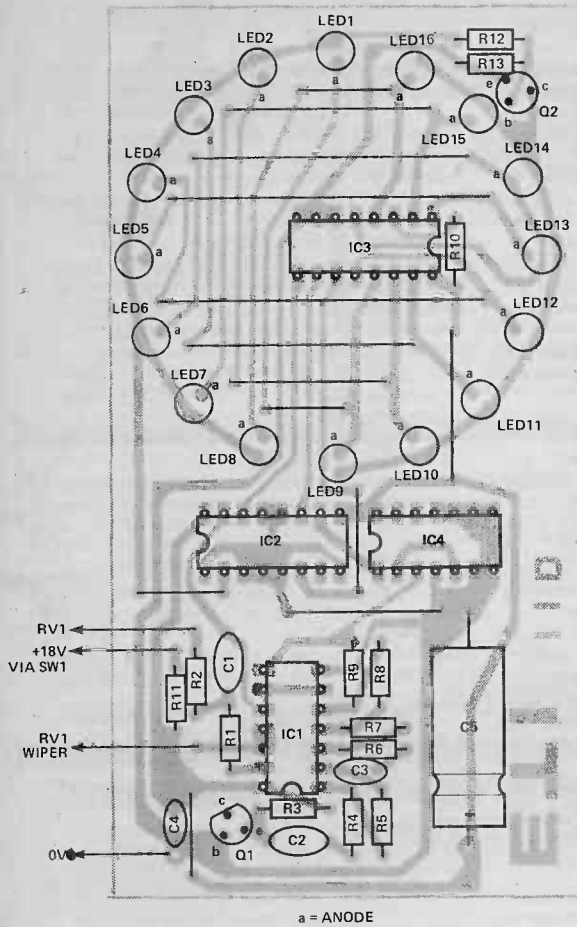 LED1
LED2
LED16
R12
R13
LED3
a
a
a
e
c
b
Q2
a
a
LED15
LED4
a
LED14
a
LED5
a
IC3
R10
LED13
a
LED6
a
LED12
a
LED7
a
a
LED11
a
a
a
LED8
LED9
LED10
IC2
IC4
RV1
+18V
VIA SW1
R11
R2
C1
R9
R8
C5
RV1
WIPER
R1
IC1
R7
R6
C3
C4
c
b
e
Q1
R3
C2
R4
R5
0V
ETI
a = ANODE